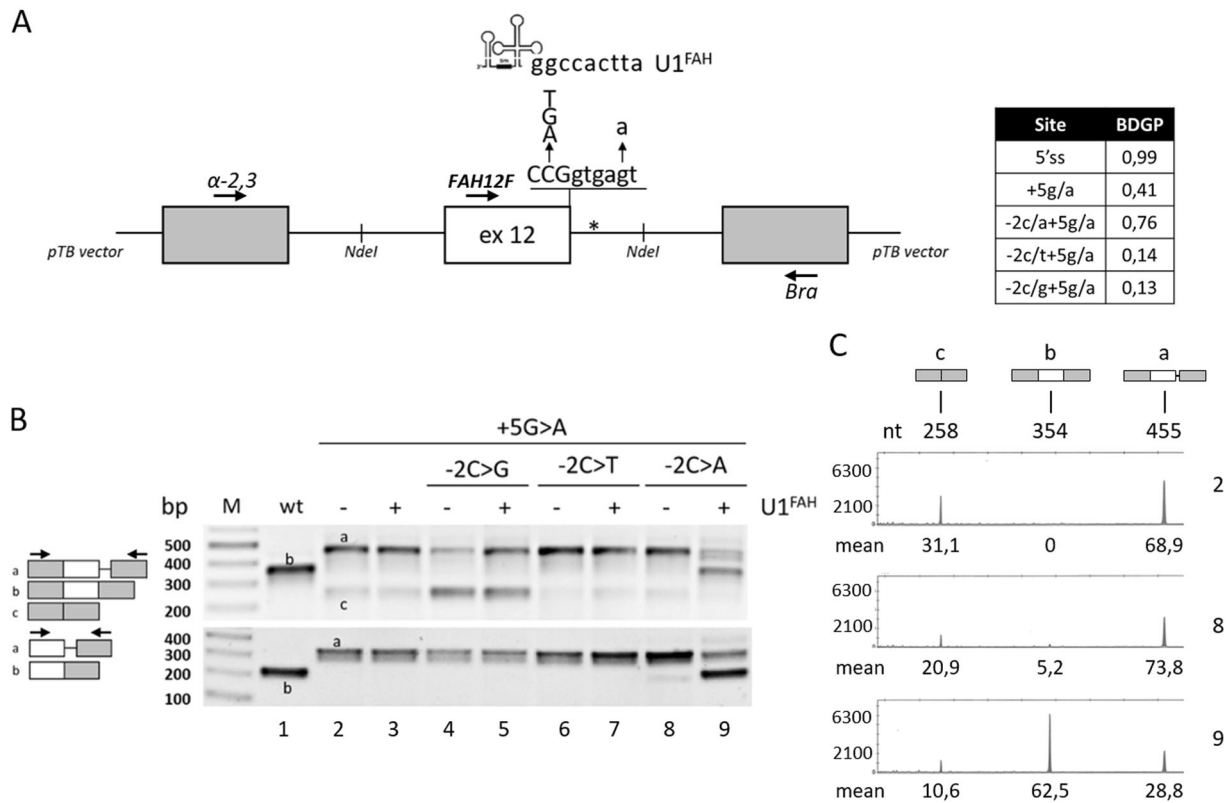 A
ggccactta U1FAH
T
G
A
a
CCGgtgagt
α-2,3
FAH12F
ex 12
*
pTB vector
NdeI
NdeI
pTB vector
Bra
Site BDGP
5'ss 0,99
+5g/a 0,41
-2c/a+5g/a 0,76
-2c/t+5g/a 0,14
-2c/g+5g/a 0,13
B
+5G>A
-2C>G -2C>T -2C>A
bp M wt - + - + - + - + U1FAH
500
400
300
200
a
b
c
a
b
c
400
300
200
100
a
b
a
b
1 2 3 4 5 6 7 8 9
C
c b a
nt 258 354 455
6300
2100
2
mean 31,1 0 68,9
6300
2100
8
mean 20,9 5,2 73,8
6300
2100
9
mean 10,6 62,5 28,8